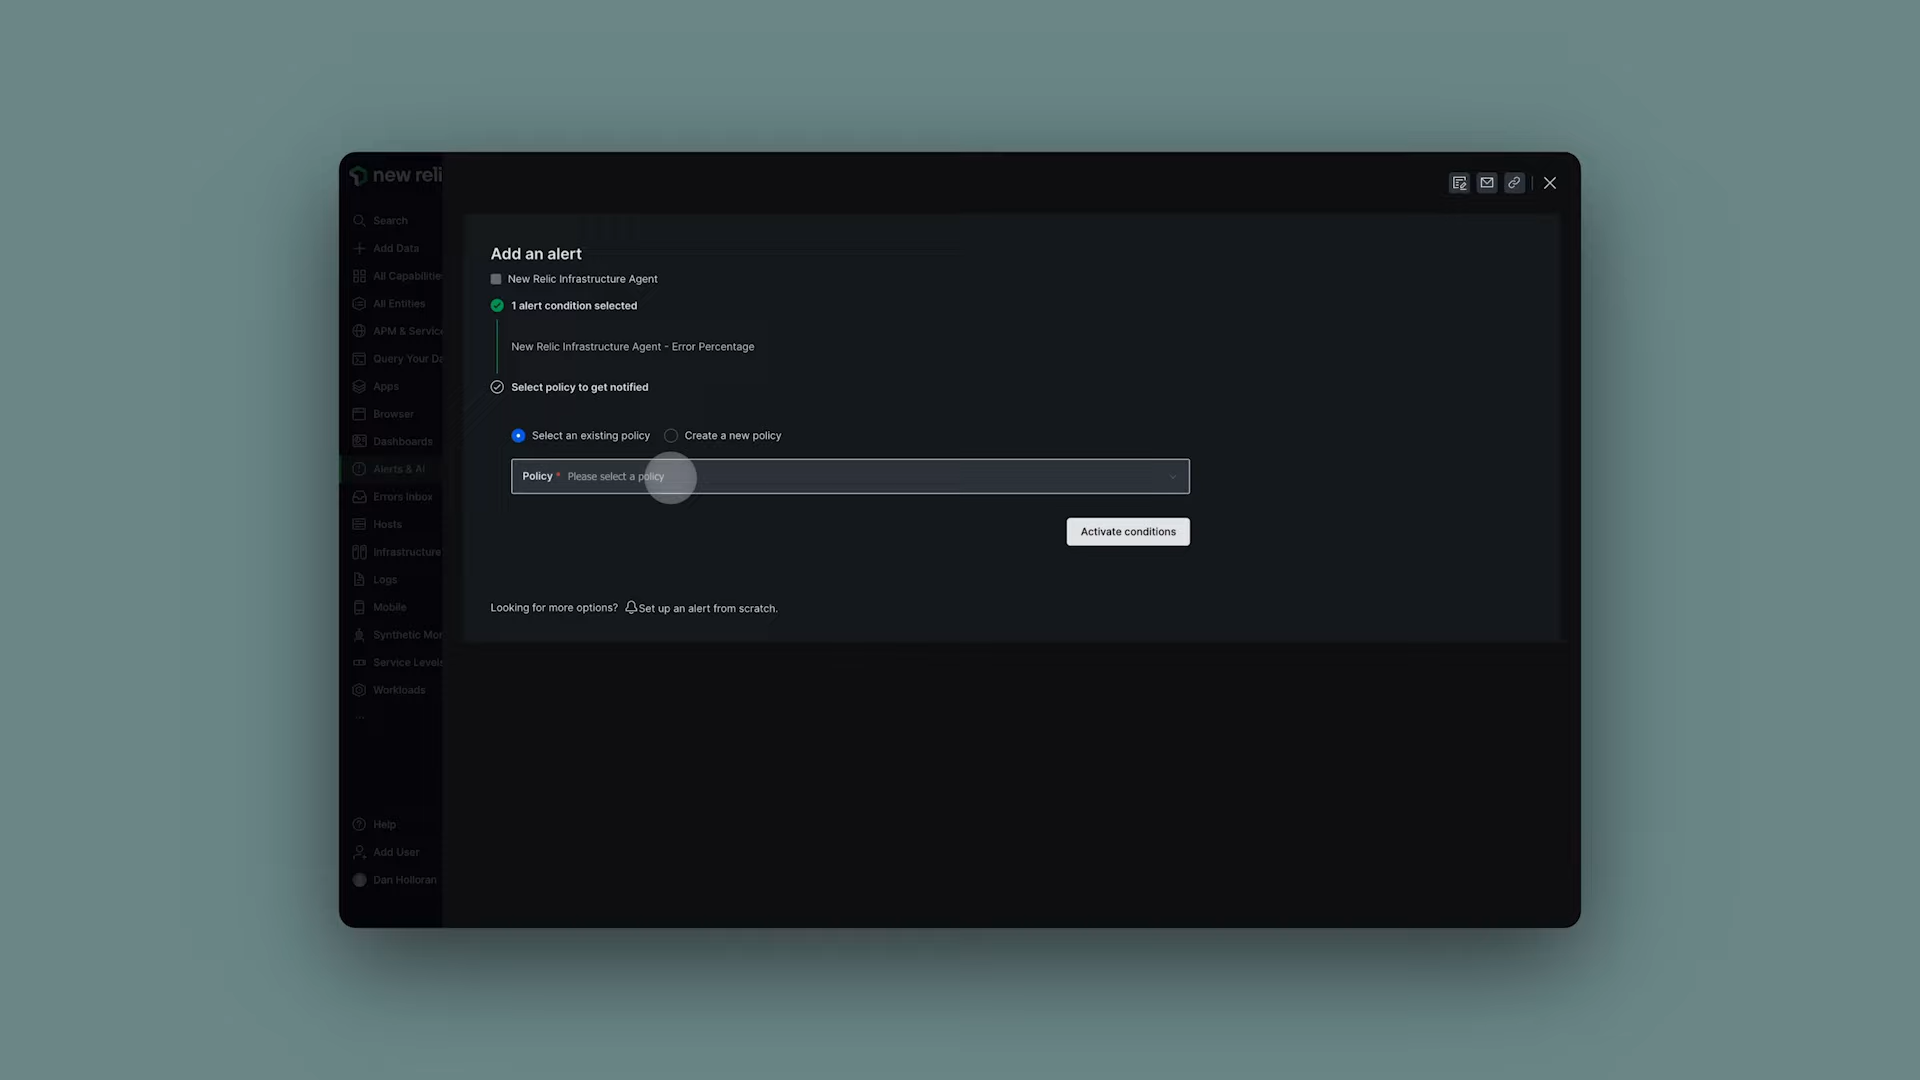 new reli
Search
Add Data
All Capabilitie
All Entities
APM & Service
Query Your Da
Apps
Browser
Dashboards
Alerts & AI
Errors Inbox
Hosts
Infrastructure
Logs
Mobile
Synthetic Mor
Service Levels
Workloads
...
Help
Add User
Dan Holloran
Add an alert
New Relic Infrastructure Agent
1 alert condition selected
New Relic Infrastructure Agent - Error Percentage
Select policy to get notified
Select an existing policy Create a new policy
Policy * Please select a policy
Activate conditions
Looking for more options? Set up an alert from scratch.